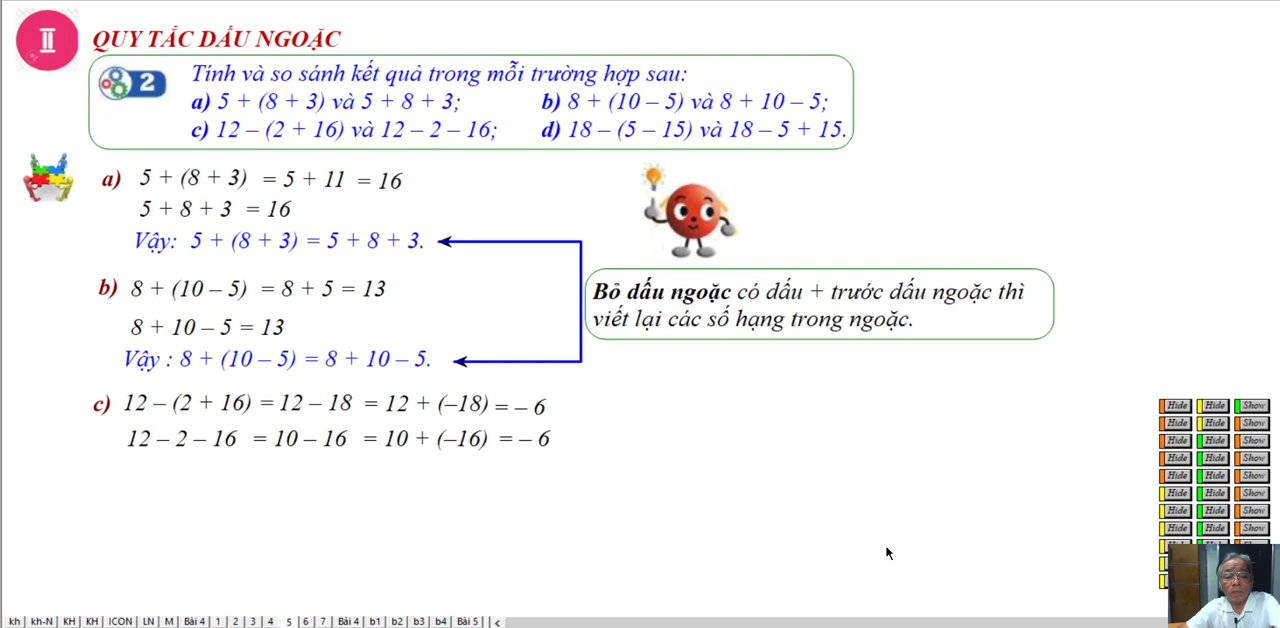 II QUY TẮC DẤU NGOẶC
2 Tính và so sánh kết quả trong mỗi trường hợp sau:
a) 5 + (8 + 3) và 5 + 8 + 3; b) 8 + (10 – 5) và 8 + 10 – 5;
c) 12 – (2 + 16) và 12 – 2 – 16; d) 18 – (5 – 15) và 18 – 5 + 15.
a) 5 + (8 + 3) = 5 + 11 = 16
5 + 8 + 3 = 16
Vậy: 5 + (8 + 3) = 5 + 8 + 3.
b) 8 + (10 – 5) = 8 + 5 = 13
8 + 10 – 5 = 13
Vậy : 8 + (10 – 5) = 8 + 10 – 5.
Bỏ dấu ngoặc có dấu + trước dấu ngoặc thì
viết lại các số hạng trong ngoặc.
c) 12 – (2 + 16) = 12 – 18 = 12 + (–18) = – 6
12 – 2 – 16 = 10 – 16 = 10 + (–16) = – 6
Hide Hide Show
Hide Hide Show
Hide Hide Show
Hide Hide Show
Hide Hide Show
Hide Hide Show
Hide Hide Show
Hide Hide Show
kh | kh-N | KH | KH | ICON | LN | M | Bài 4 | 1 | 2 | 3 | 4 5 | 6 | 7 | Bài 4 | b1 | b2 | b3 | b4 | Bài 5 | | <